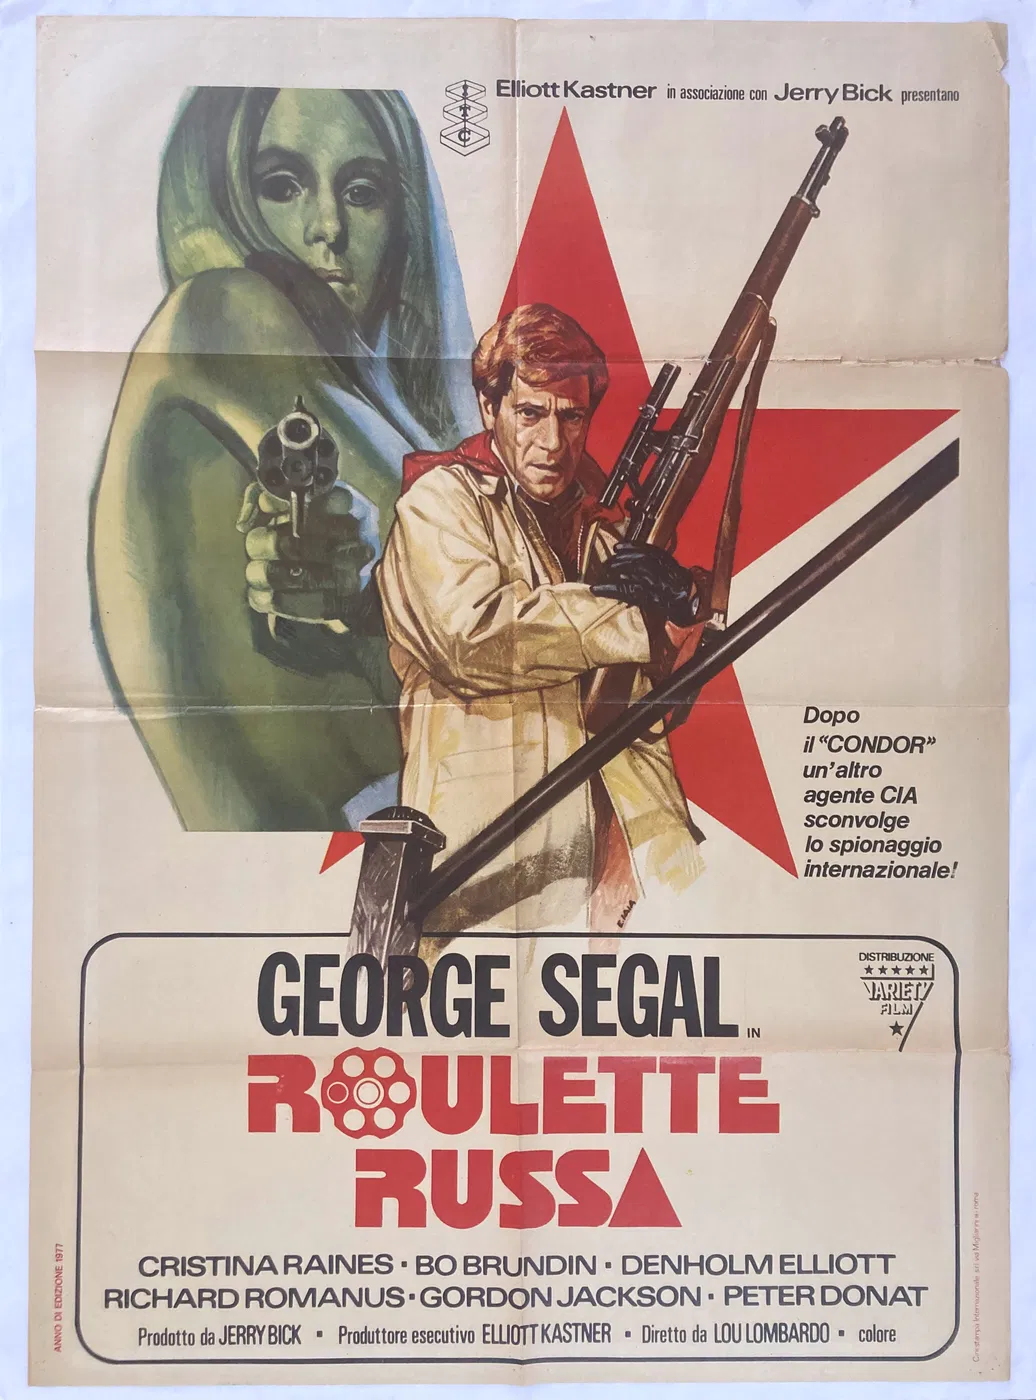 ITC
Elliott Kastner in associazione con Jerry Bick presentano
Dopo
il “CONDOR”
un'altro
agente CIA
sconvolge
lo spionaggio
internazionale!
DISTRIBUZIONE
VARIETY
FILM
GEORGE SEGAL IN
ROULETTE
RUSSA
CRISTINA RAINES · BO BRUNDIN · DENHOLM ELLIOTT
RICHARD ROMANUS · GORDON JACKSON · PETER DONAT
Prodotto da JERRY BICK · Produttore esecutivo ELLIOTT KASTNER · Diretto da LOU LOMBARDO · colore
ANNO DI EDIZIONE 1977